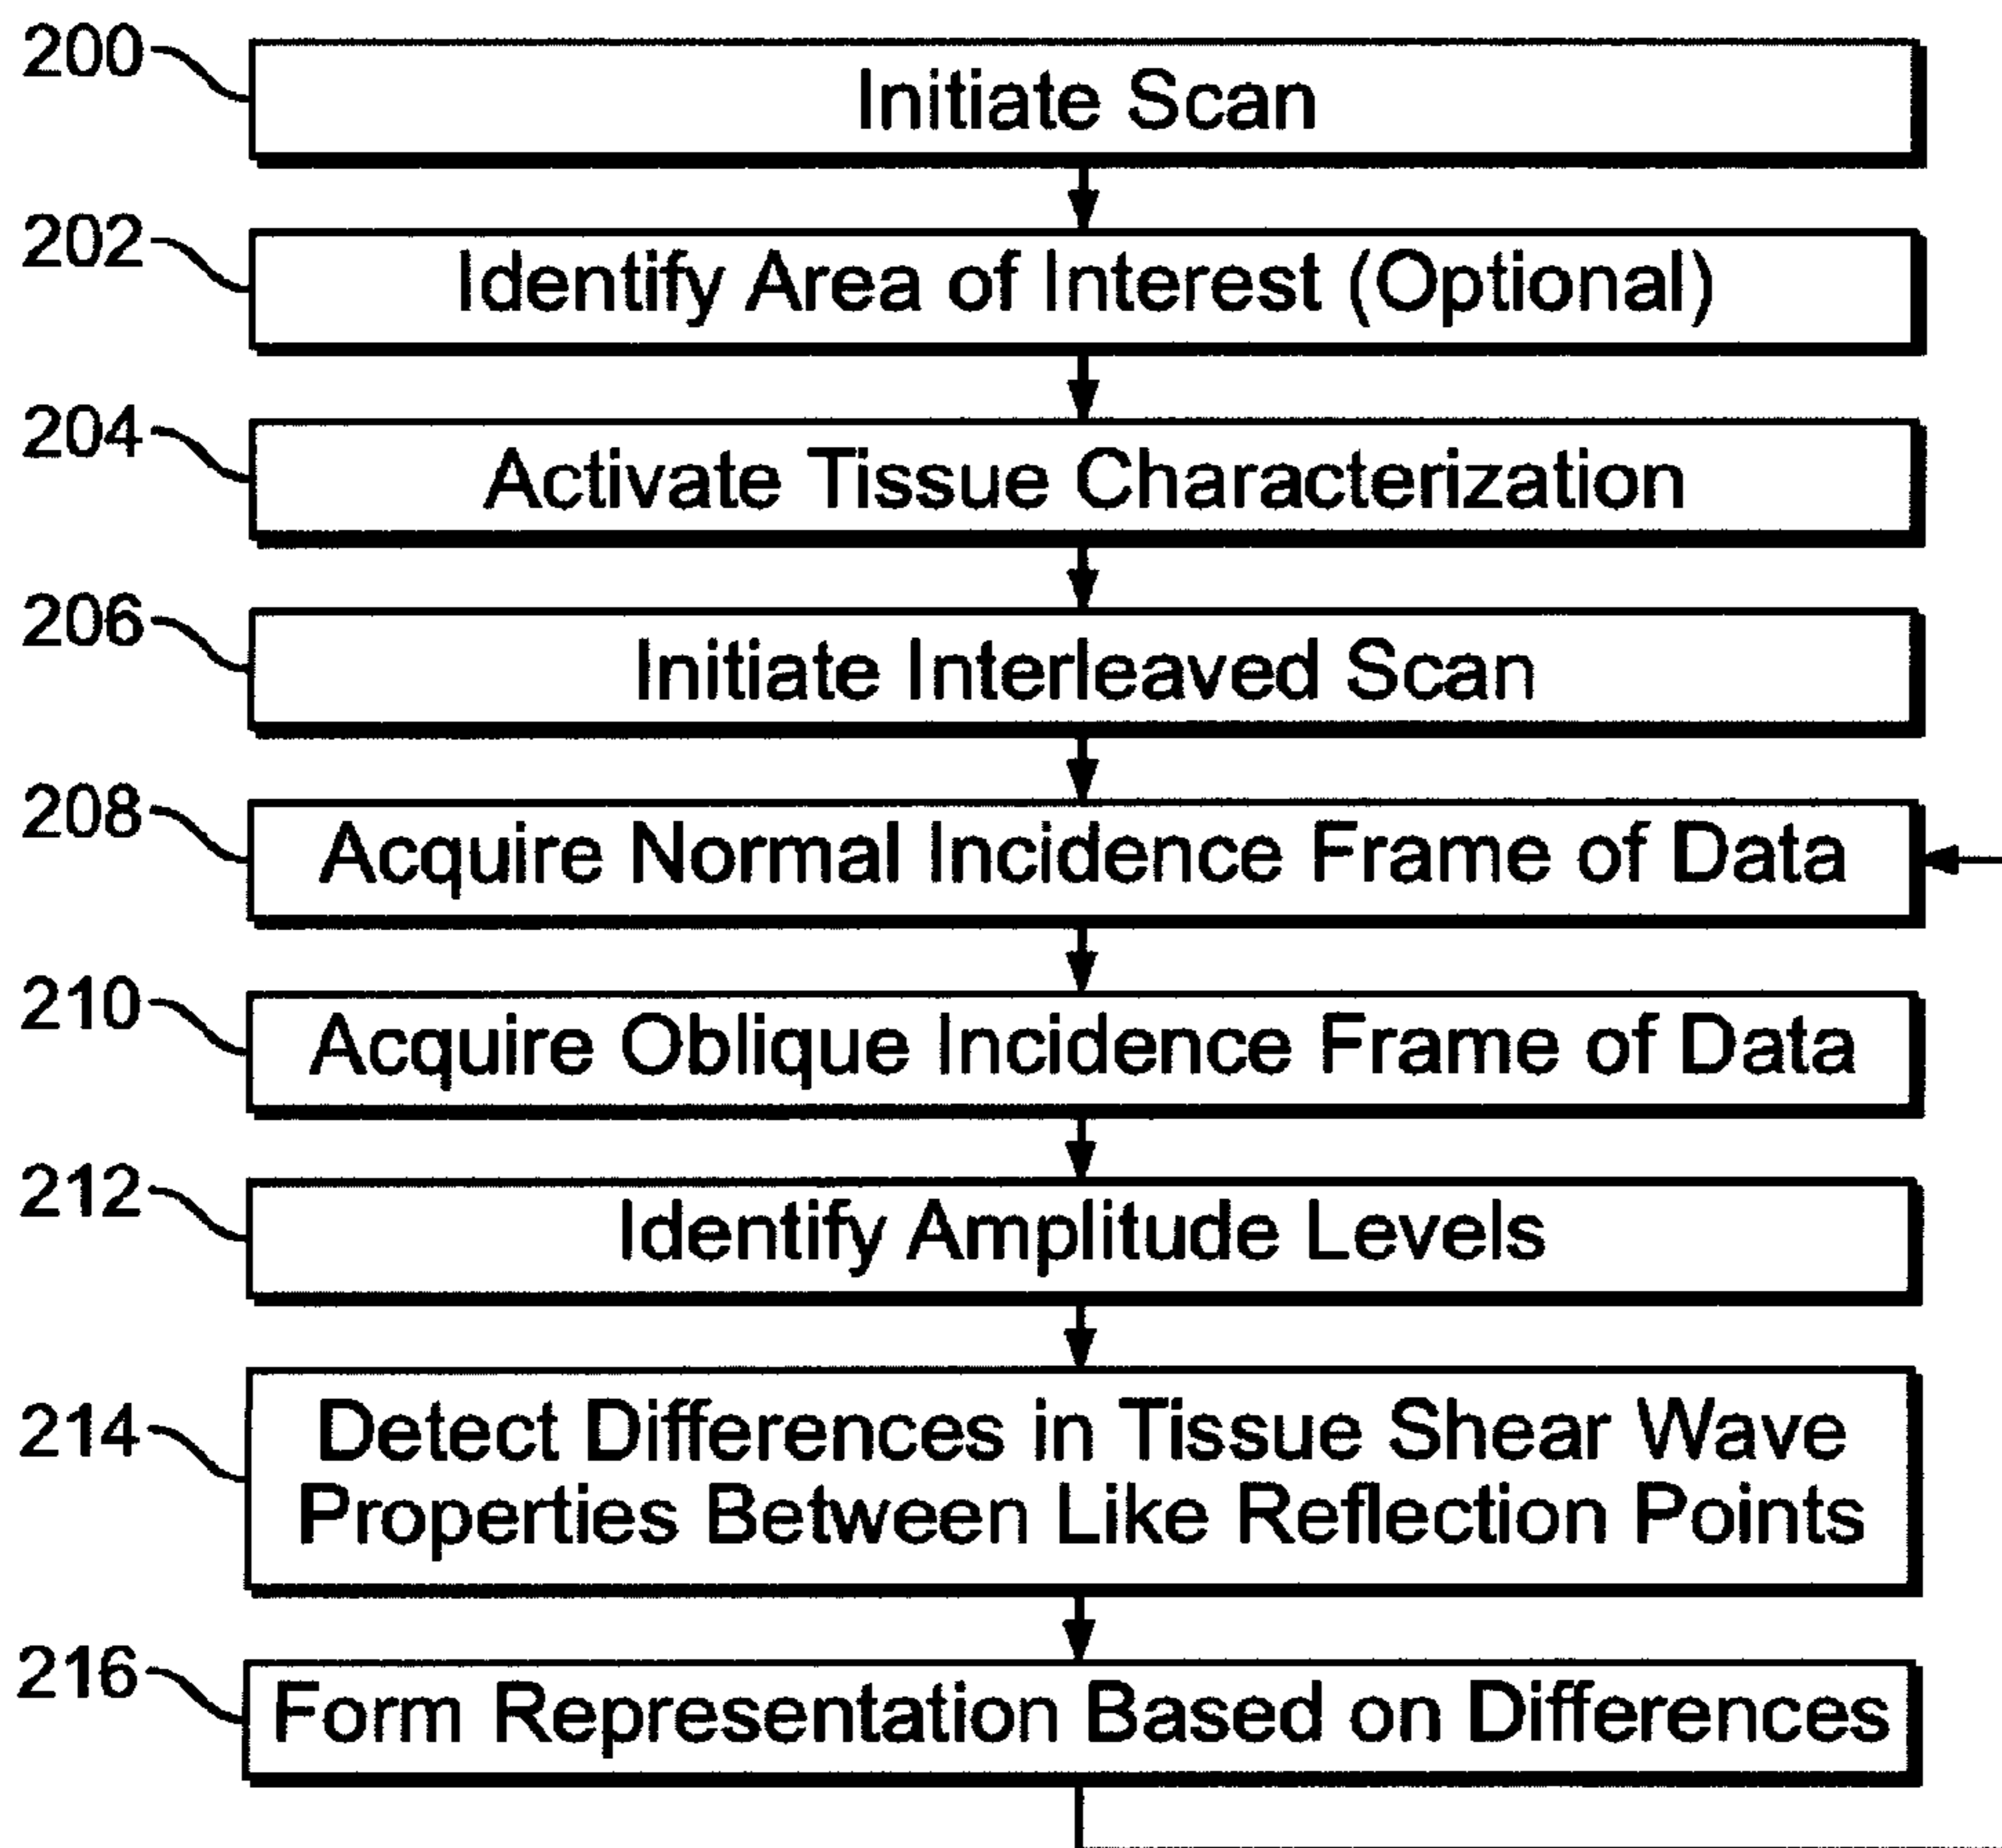 200
Initiate Scan
202
Identify Area of Interest (Optional)
204
Activate Tissue Characterization
206
Initiate Interleaved Scan
208
Acquire Normal Incidence Frame of Data
210
Acquire Oblique Incidence Frame of Data
212
Identify Amplitude Levels
214
Detect Differences in Tissue Shear Wave
Properties Between Like Reflection Points
216
Form Representation Based on Differences